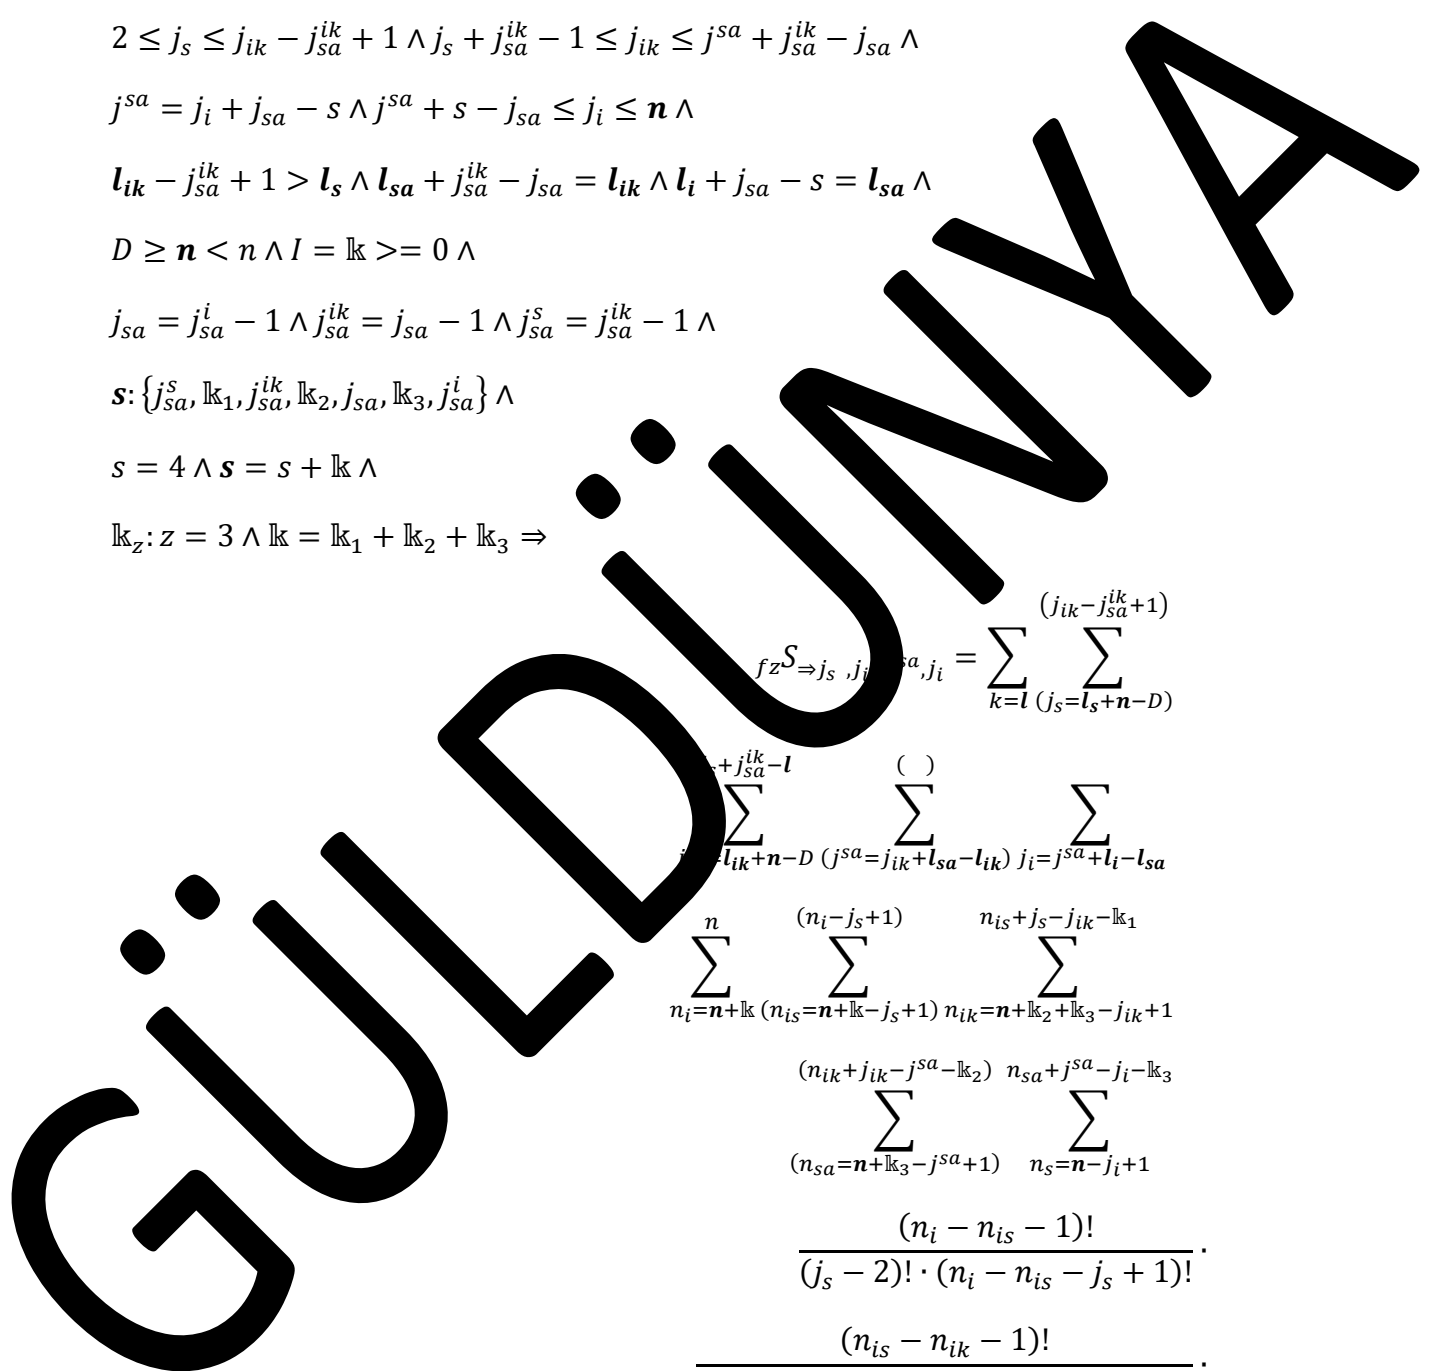 2 ≤ j_s ≤ j_{ik} − j_{sa}^{ik} + 1 ∧ j_s + j_{sa}^{ik} − 1 ≤ j_{ik} ≤ j^{sa} + j_{sa}^{ik} − j_{sa} ∧
j^{sa} = j_i + j_{sa} − s ∧ j^{sa} + s − j_{sa} ≤ j_i ≤ n ∧
l_{ik} − j_{sa}^{ik} + 1 > l_s ∧ l_{sa} + j_{sa}^{ik} − j_{sa} = l_{ik} ∧ l_i + j_{sa} − s = l_{sa} ∧
D ≥ n < n ∧ I = 𝕜 >= 0 ∧
j_{sa} = j_{sa}^i − 1 ∧ j_{sa}^{ik} = j_{sa} − 1 ∧ j_{sa}^s = j_{sa}^{ik} − 1 ∧
s: {j_{sa}^s, 𝕜_1, j_{sa}^{ik}, 𝕜_2, j_{sa}, 𝕜_3, j_{sa}^i} ∧
s = 4 ∧ s = s + 𝕜 ∧
𝕜_z: z = 3 ∧ 𝕜 = 𝕜_1 + 𝕜_2 + 𝕜_3 ⇒
GÜLDÜNYA
(j_{ik}−j_{sa}^{ik}+1)
_{fz}S_{⇒j_s ,j_i sa,j_i} = ∑ ∑
k=l (j_s=l_s+n−D)
+j_{sa}^{ik}−l ( )
∑ ∑ ∑
=l_{ik}+n−D (j^{sa}=j_{ik}+l_{sa}−l_{ik}) j_i=j^{sa}+l_i−l_{sa}
n (n_i−j_s+1) n_{is}+j_s−j_{ik}−𝕜_1
∑ ∑ ∑
n_i=n+𝕜 (n_{is}=n+𝕜−j_s+1) n_{ik}=n+𝕜_2+𝕜_3−j_{ik}+1
(n_{ik}+j_{ik}−j^{sa}−𝕜_2) n_{sa}+j^{sa}−j_i−𝕜_3
∑ ∑
(n_{sa}=n+𝕜_3−j^{sa}+1) n_s=n−j_i+1
(n_i − n_{is} − 1)!
(j_s − 2)! · (n_i − n_{is} − j_s + 1)! ·
(n_{is} − n_{ik} − 1)! ·